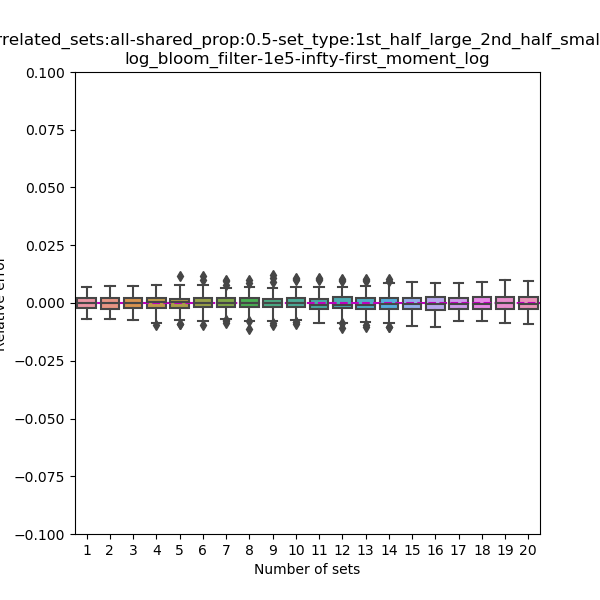 rrelated_sets:all-shared_prop:0.5-set_type:1st_half_large_2nd_half_smal
log_bloom_filter-1e5-infty-first_moment_log
0.100
0.075
0.050
0.025
0.000
−0.025
−0.050
−0.075
−0.100
Relative error
1 2 3 4 5 6 7 8 9 10 11 12 13 14 15 16 17 18 19 20
Number of sets